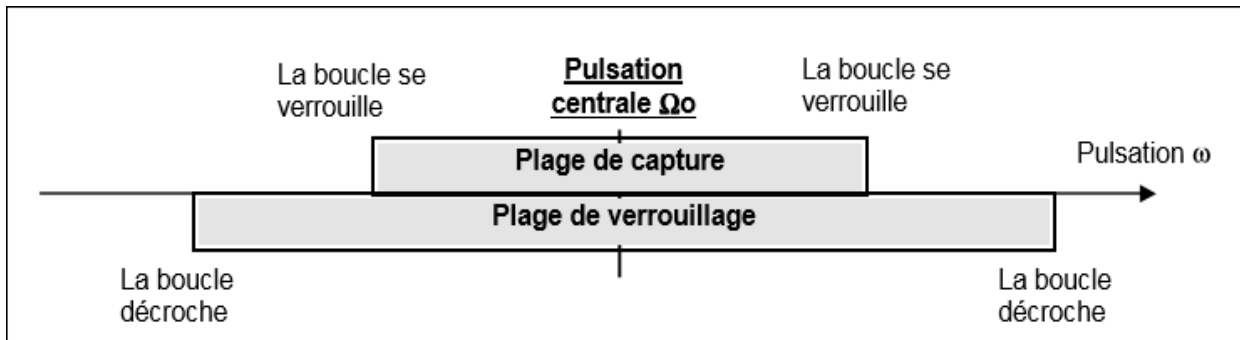 La boucle se
verrouille
Pulsation
centrale Ωo
La boucle se
verrouille
Plage de capture
Pulsation ω
Plage de verrouillage
La boucle
décroche
La boucle
décroche